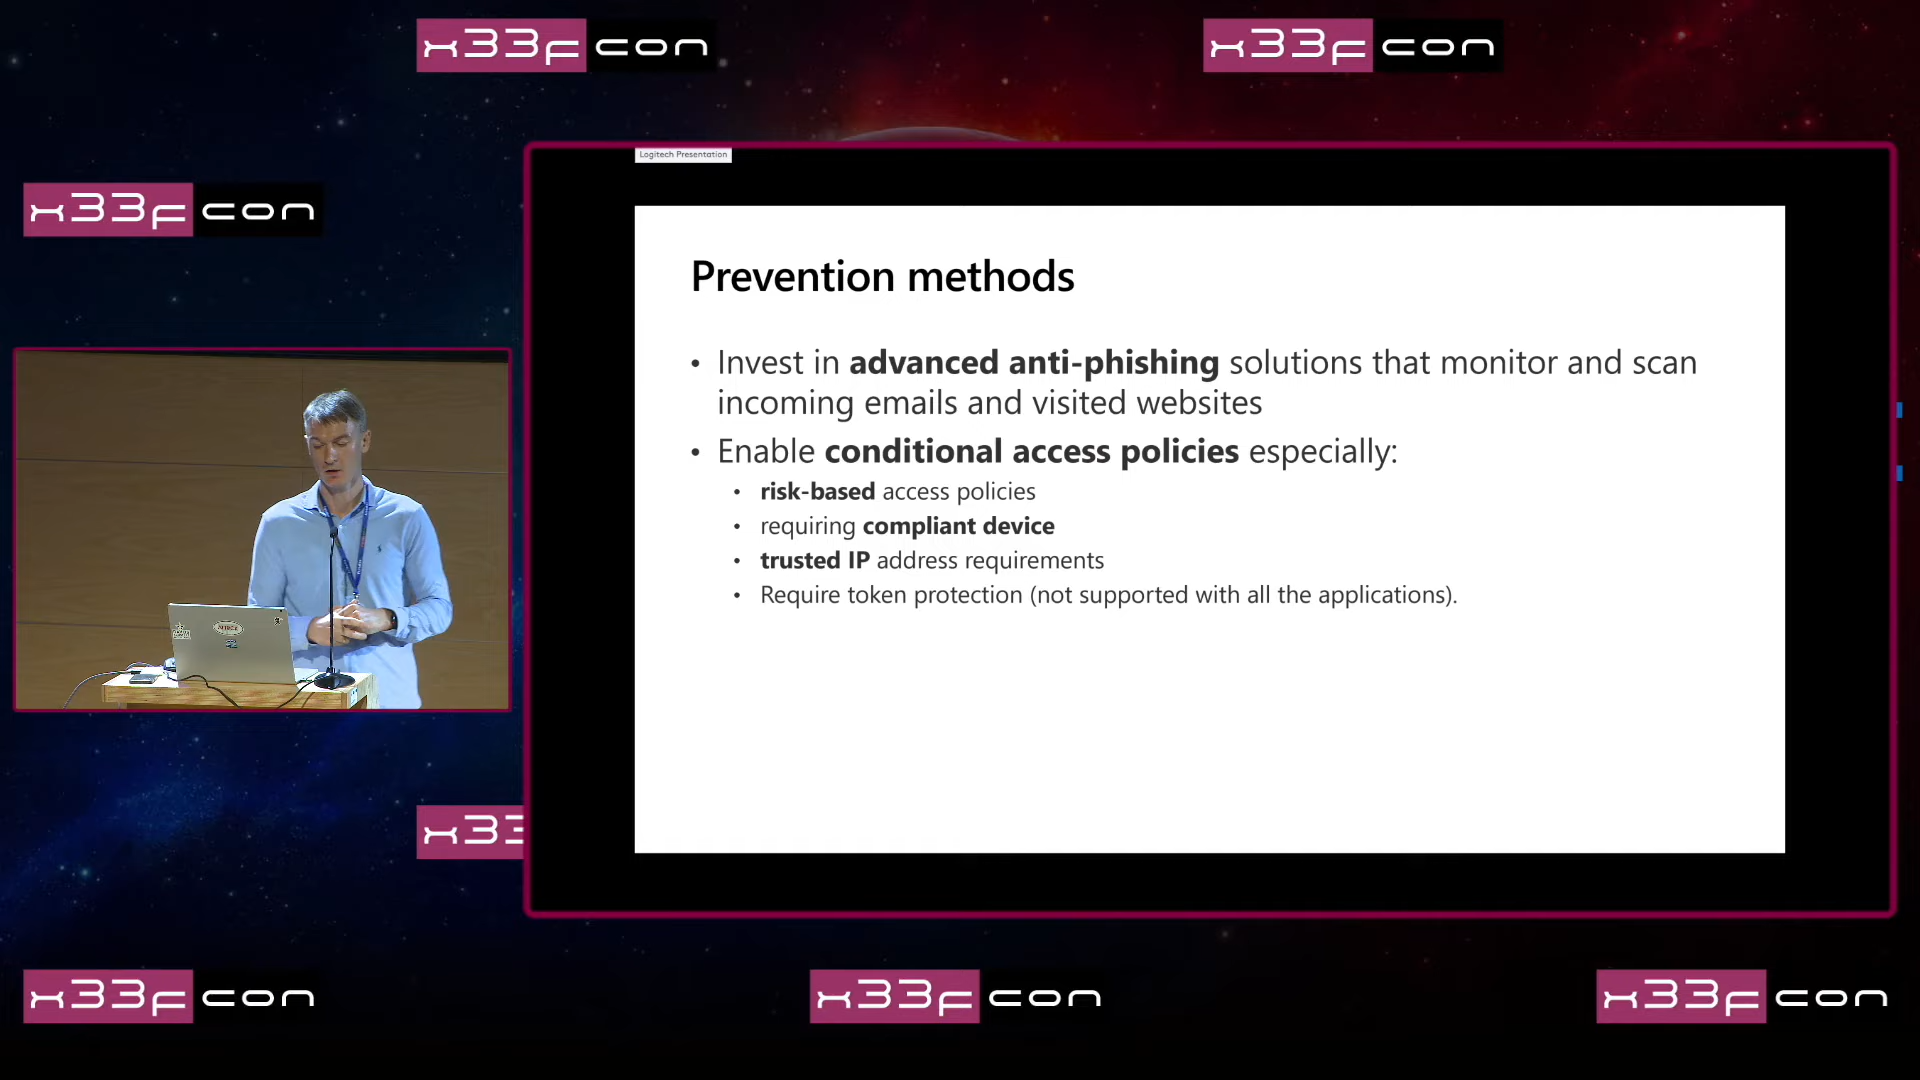 x33fcon
x33fcon
x33fcon
Logitech Presentation
Prevention methods
• Invest in advanced anti-phishing solutions that monitor and scan
incoming emails and visited websites
• Enable conditional access policies especially:
• risk-based access policies
• requiring compliant device
• trusted IP address requirements
• Require token protection (not supported with all the applications).
x33
x33fcon
x33fcon
x33fcon